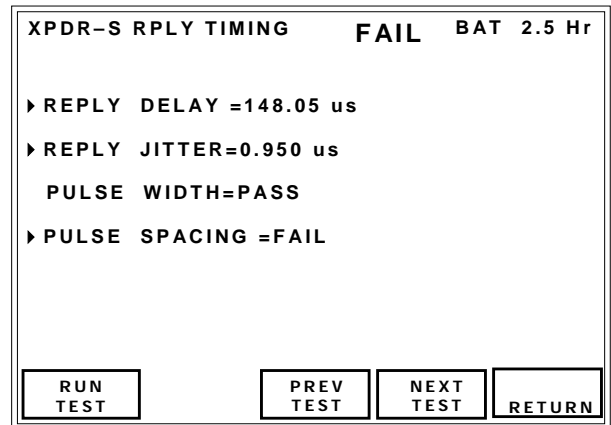 XPDR–S RPLY TIMING FAIL BAT 2.5 Hr
REPLY DELAY =148.05 us
REPLY JITTER=0.950 us
PULSE WIDTH=PASS
PULSE SPACING =FAIL
RUN TEST
PREV TEST
NEXT TEST
RETURN